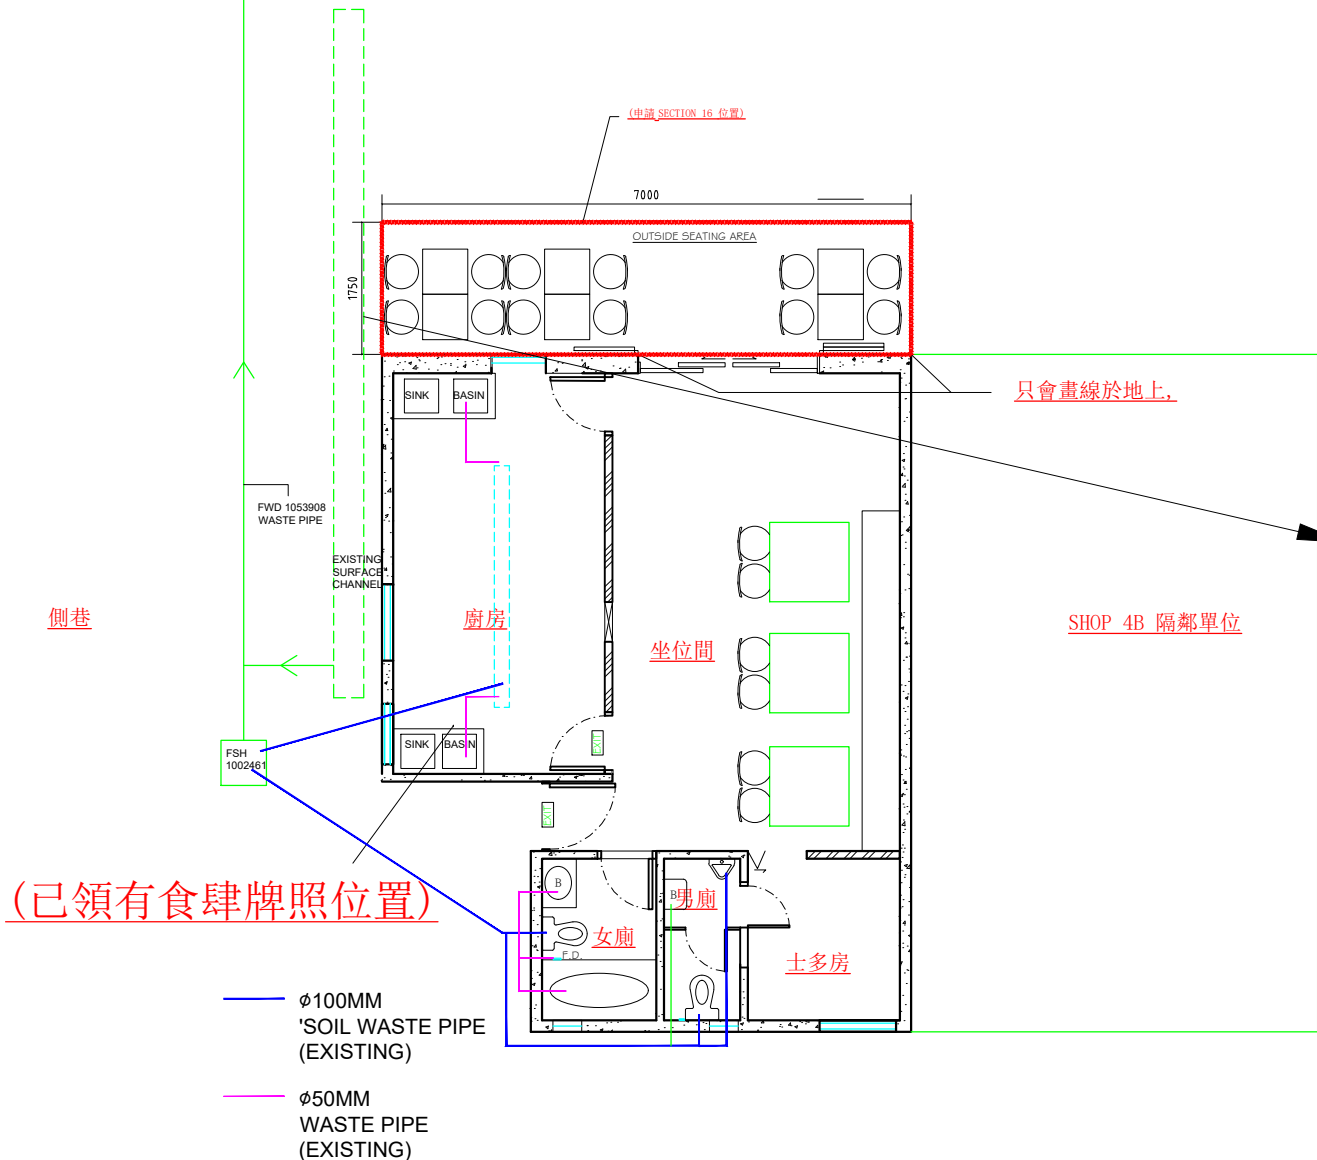 (申請 SECTION 16 位置)
7000
OUTSIDE SEATING AREA
1750
SINK
BASIN
只會畫線於地上,
FWD 1053908
WASTE PIPE
EXISTING
SURFACE
CHANNEL
側巷
廚房
坐位間
SHOP 4B 隔鄰單位
EXIT
SINK
BASIN
FSH
1002461
EXIT
(已領有食肆牌照位置)
B
B
男廁
女廁
F.D.
士多房
φ100MM
'SOIL WASTE PIPE
(EXISTING)
φ50MM
WASTE PIPE
(EXISTING)